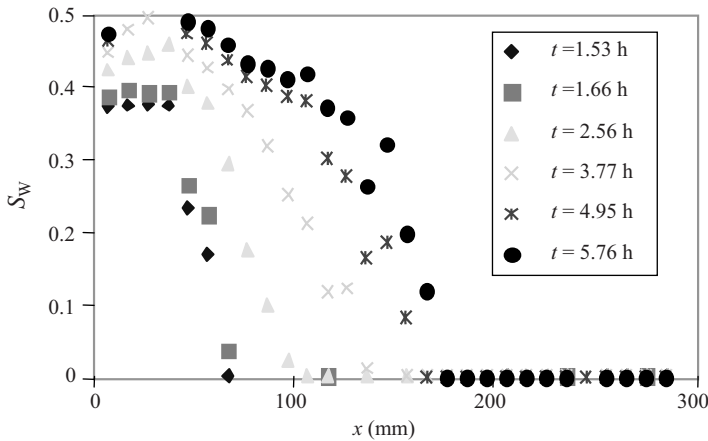 0.5
0.4
0.3
0.2
0.1
0
S_W
0 100 200 300
x (mm)
t =1.53 h
t =1.66 h
t =2.56 h
t =3.77 h
t =4.95 h
t =5.76 h